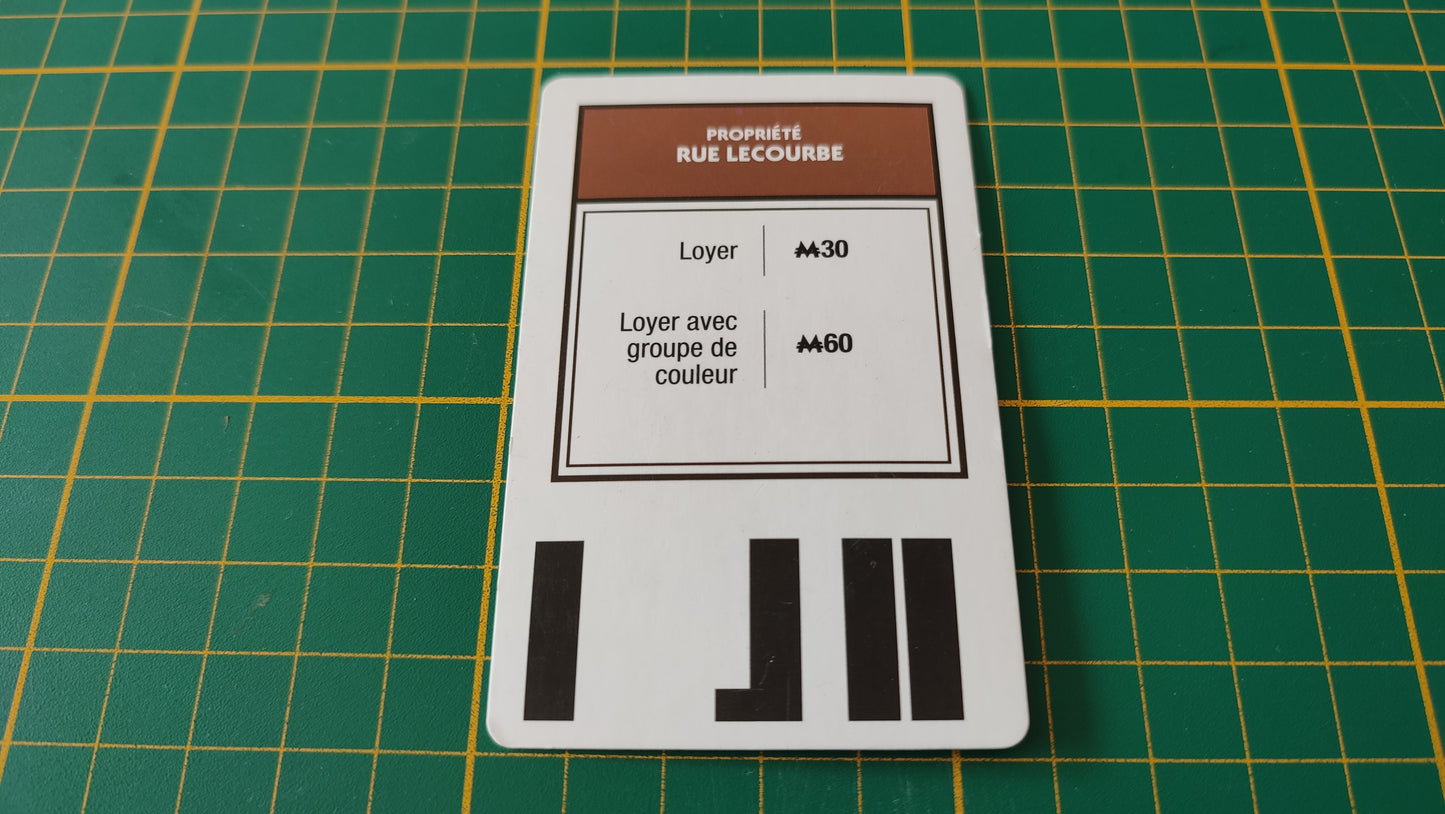 PROPRIÉTÉ
RUE LECOURBE
Loyer ₩30
Loyer avec
groupe de
couleur ₩60